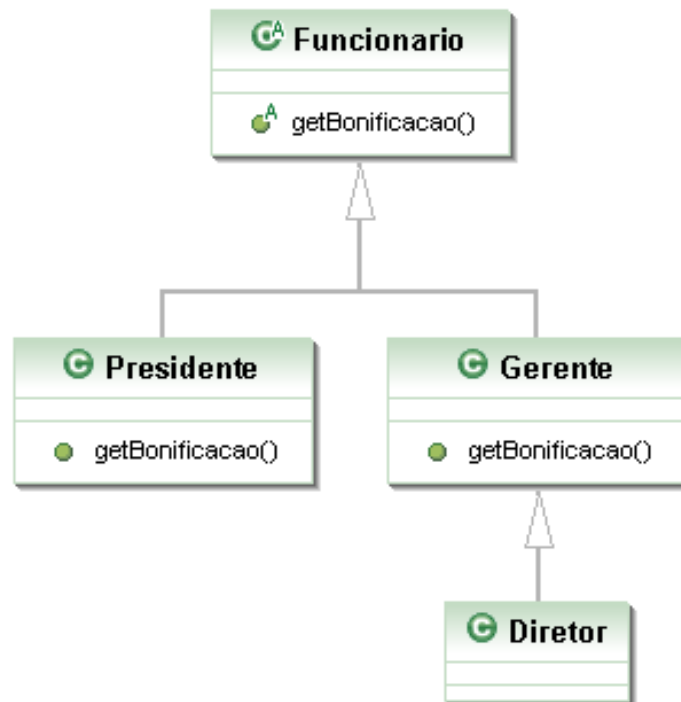 Funcionario
getBonificacao()
Presidente
getBonificacao()
Gerente
getBonificacao()
Diretor